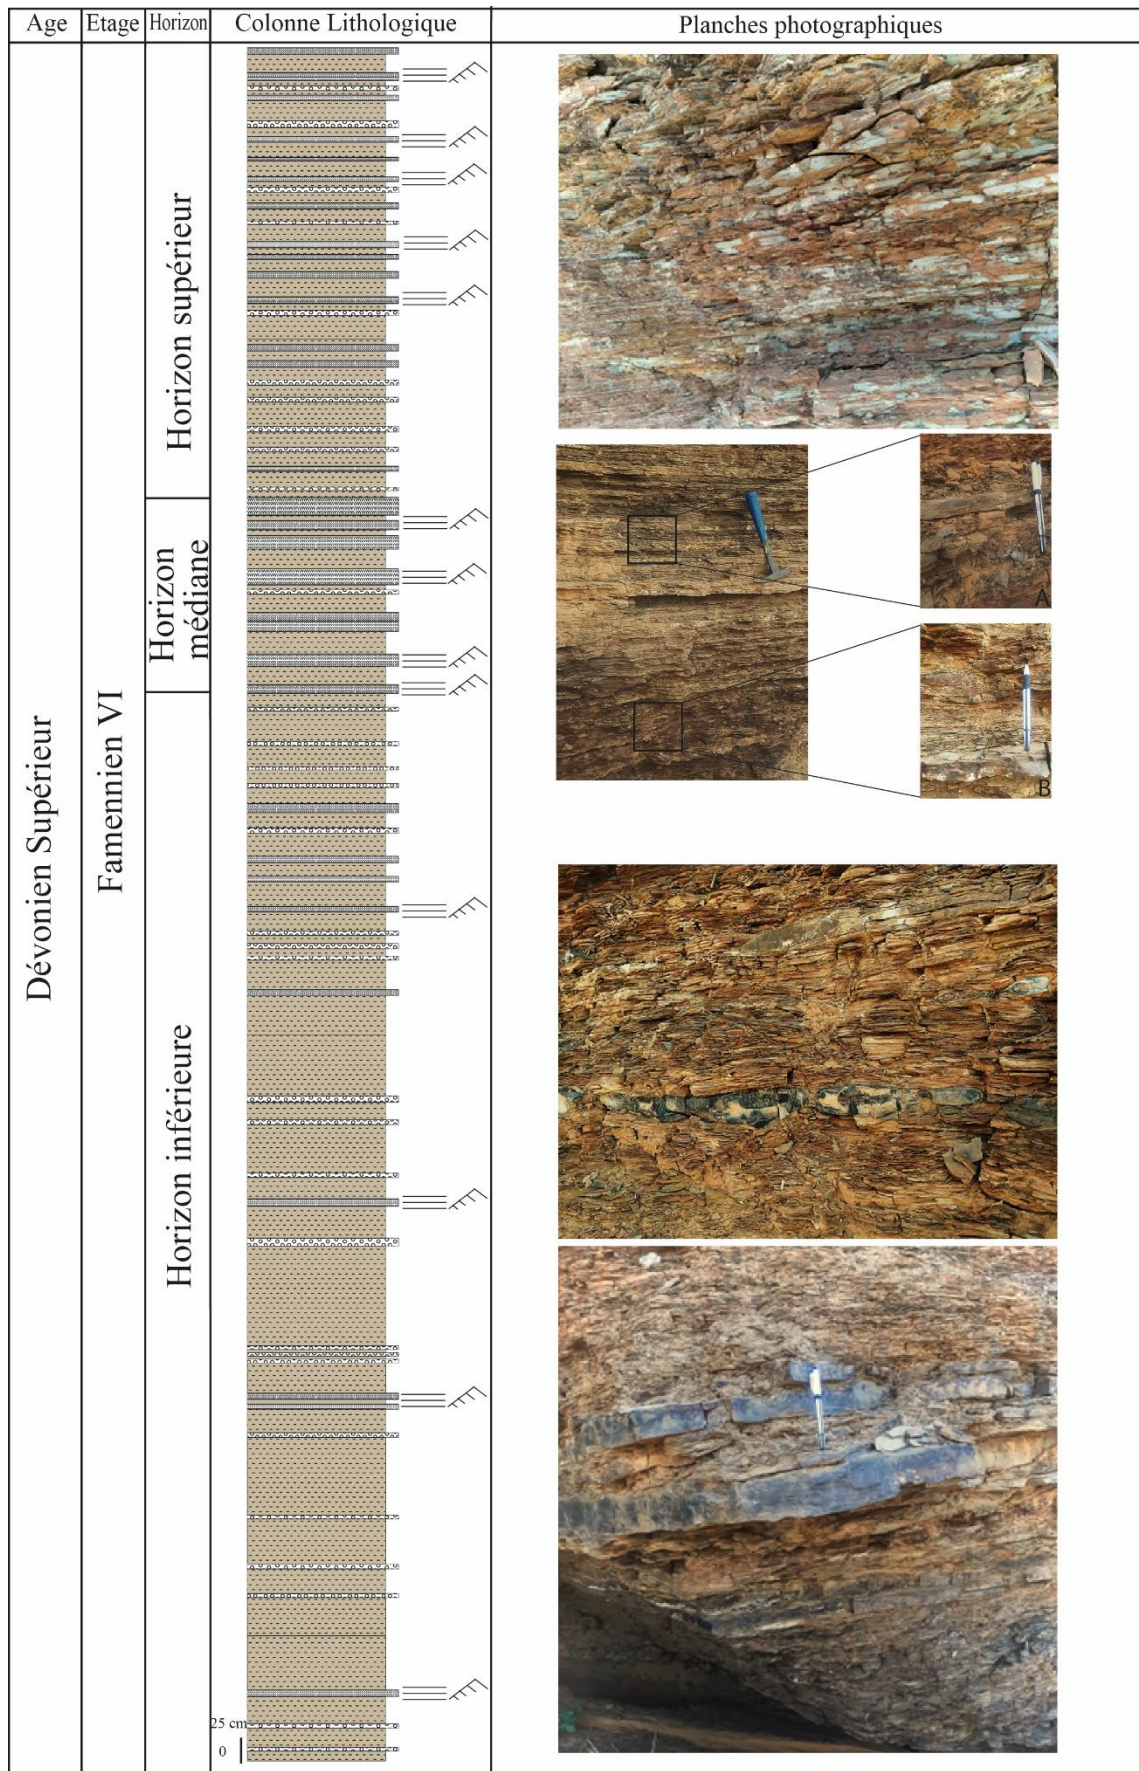 Age Etage Horizon Colonne Lithologique Planches photographiques
Dévonien Supérieur
Famennien VI
Horizon supérieur
Horizon
médiane
Horizon inférieure
A
B
25 cm
0